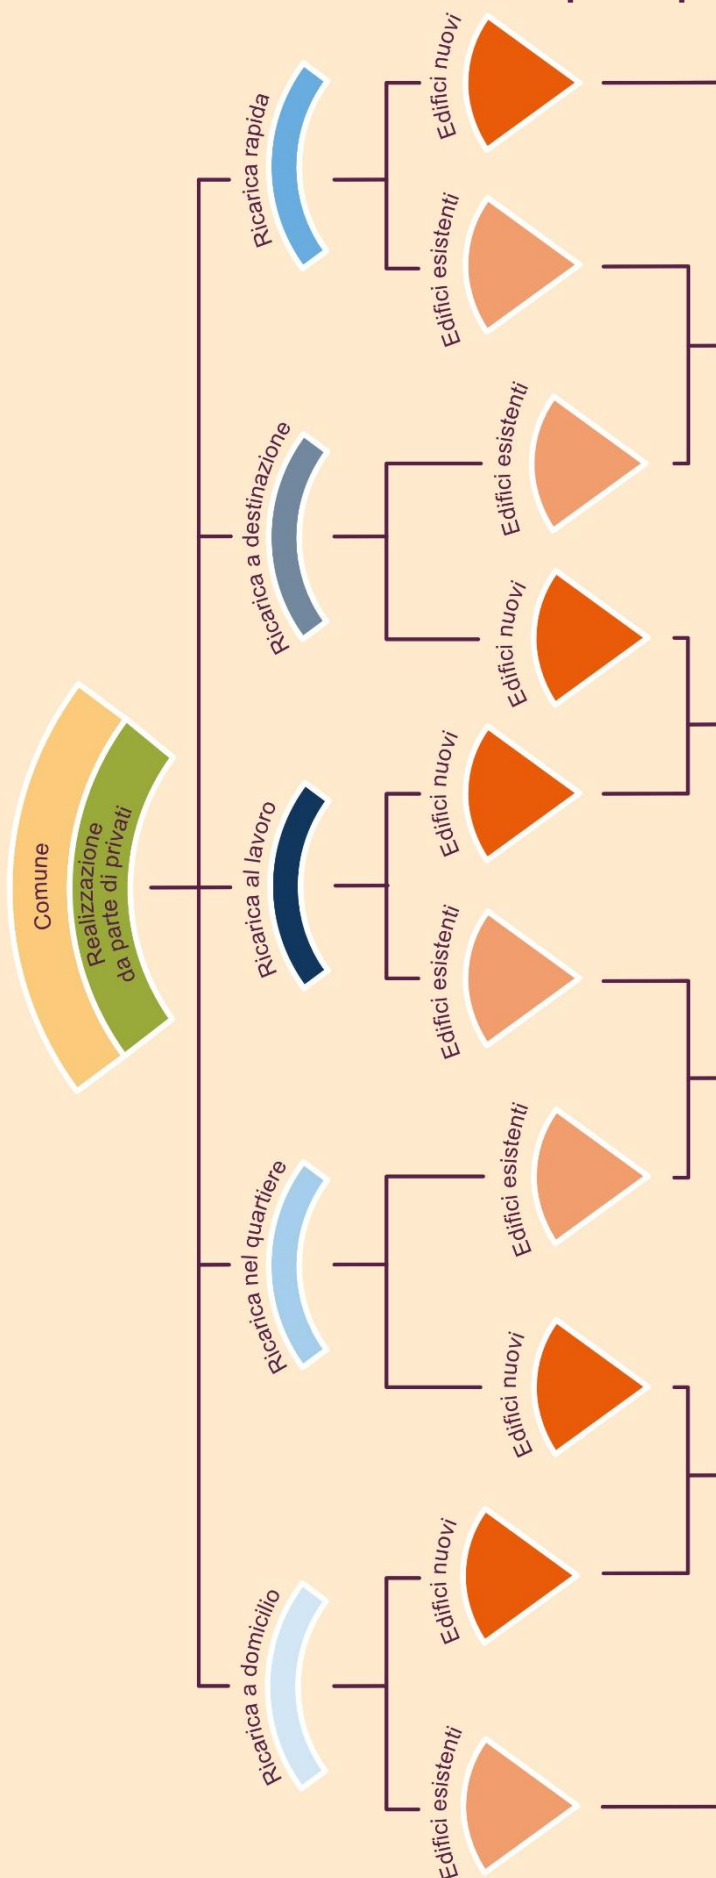 Comune
Realizzazione
da parte di privati
Ricarica a domicilio
Ricarica nel quartiere
Ricarica al lavoro
Ricarica a destinazione
Ricarica rapida
Edifici esistenti
Edifici nuovi
Edifici nuovi
Edifici esistenti
Edifici esistenti
Edifici nuovi
Edifici nuovi
Edifici esistenti
Edifici esistenti
Edifici nuovi